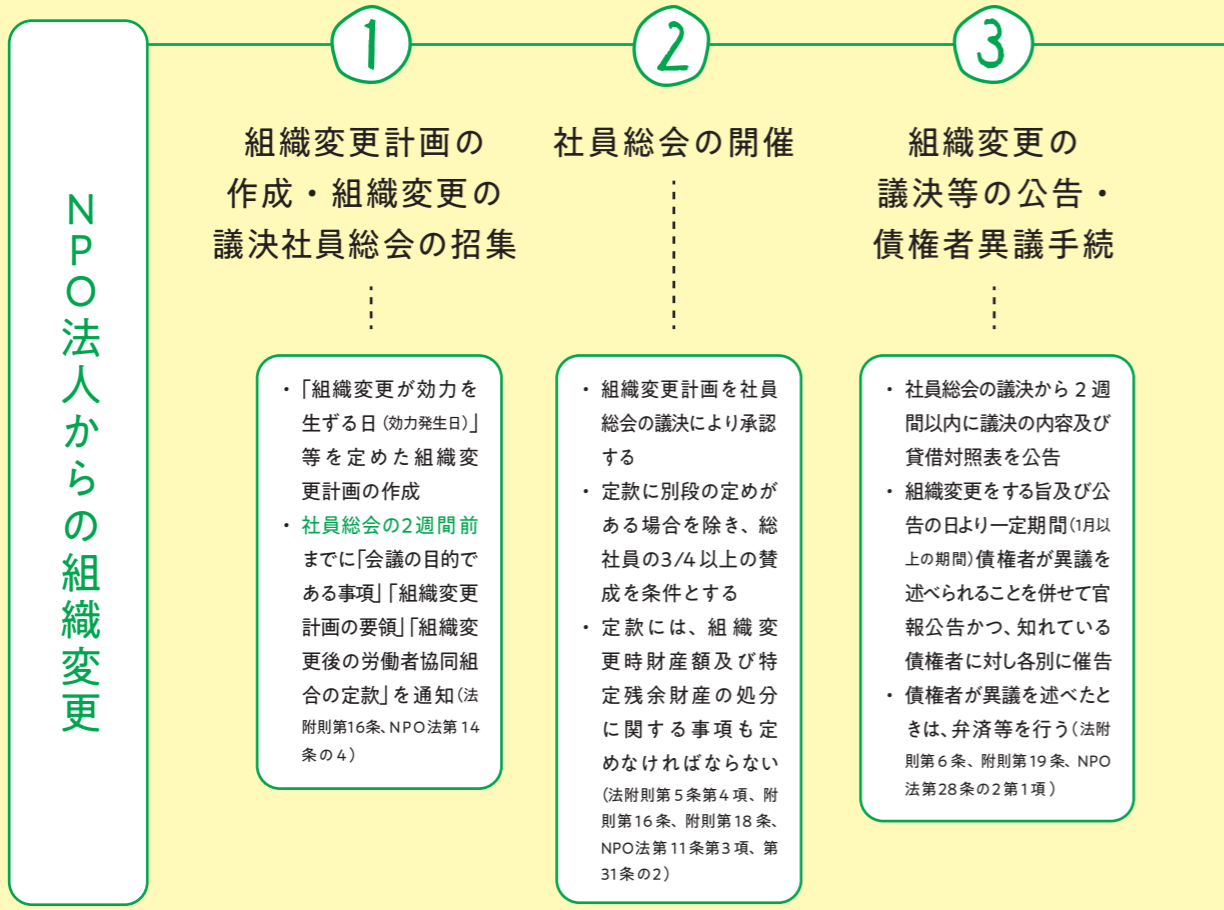 NPO法人からの組織変更
1
組織変更計画の
作成・組織変更の
議決社員総会の招集
・「組織変更が効力を
生ずる日(効力発生日)」
等を定めた組織変
更計画の作成
・社員総会の2週間前
までに「会議の目的で
ある事項」「組織変更
計画の要領」「組織変
更後の労働者協同組
合の定款」を通知(法
附則第16条、NPO法第14
条の4)
2
社員総会の開催
・組織変更計画を社員
総会の議決により承認
する
・定款に別段の定めが
ある場合を除き、総
社員の3/4以上の賛
成を条件とする
・定款には、組織変
更時財産額及び特
定残余財産の処分
に関する事項も定
めなければならない
(法附則第5条第4項、附
則第16条、附則第18条、
NPO法第11条第3項、第
31条の2)
3
組織変更の
議決等の公告・
債権者異議手続
・社員総会の議決から2週
間以内に議決の内容及び
貸借対照表を公告
・組織変更をする旨及び公
告の日より一定期間(1月以
上の期間)債権者が異議を
述べられることを併せて官
報公告かつ、知れている
債権者に対し各別に催告
・債権者が異議を述べたと
きは、弁済等を行う(法附
則第6条、附則第19条、NPO
法第28条の2第1項)